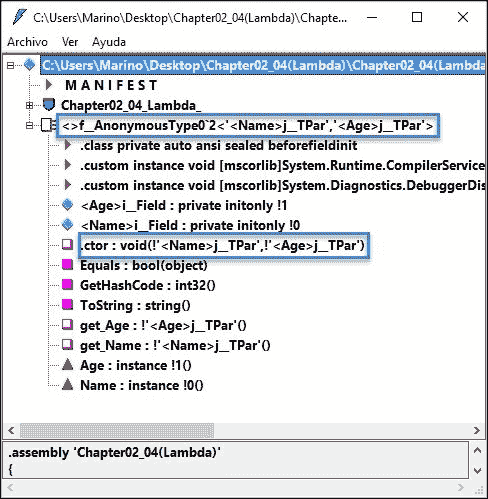 C:\Users\Marino\Desktop\Chapter02_04(Lambda)\Chapter02_04(Lambda
Archivo Ver Ayuda
C:\Users\Marino\Desktop\Chapter02_04(Lambda)\Chapter02_04(Lambda
M A N I F E S T
Chapter02_04_Lambda_
<>f__AnonymousType0`2<'<Name>j__TPar','<Age>j__TPar'>
.class private auto ansi sealed beforefieldinit
.custom instance void [mscorlib]System.Runtime.CompilerService
.custom instance void [mscorlib]System.Diagnostics.DebuggerDis
<Age>i__Field : private initonly !1
<Name>i__Field : private initonly !0
.ctor : void(!'<Name>j__TPar',!'<Age>j__TPar')
Equals : bool(object)
GetHashCode : int32()
ToString : string()
get_Age : !'<Age>j__TPar'()
get_Name : !'<Name>j__TPar'()
Age : instance !1()
Name : instance !0()
.assembly 'Chapter02_04(Lambda)'
{